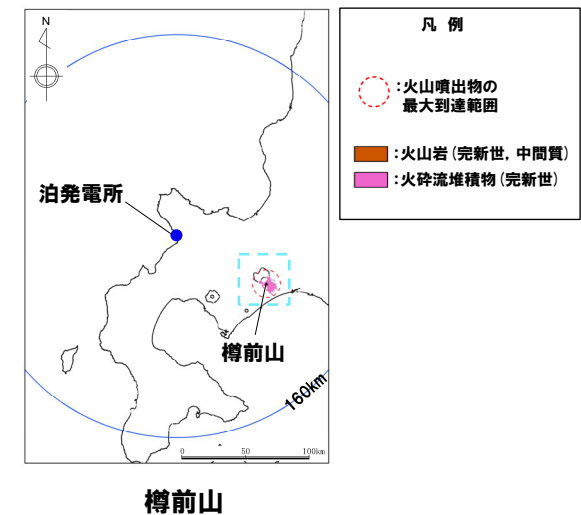 N
泊発電所
樽前山
160km
0 50 100km
凡 例
:火山噴出物の
最大到達範囲
:火山岩(完新世, 中間質)
:火砕流堆積物(完新世)
樽前山